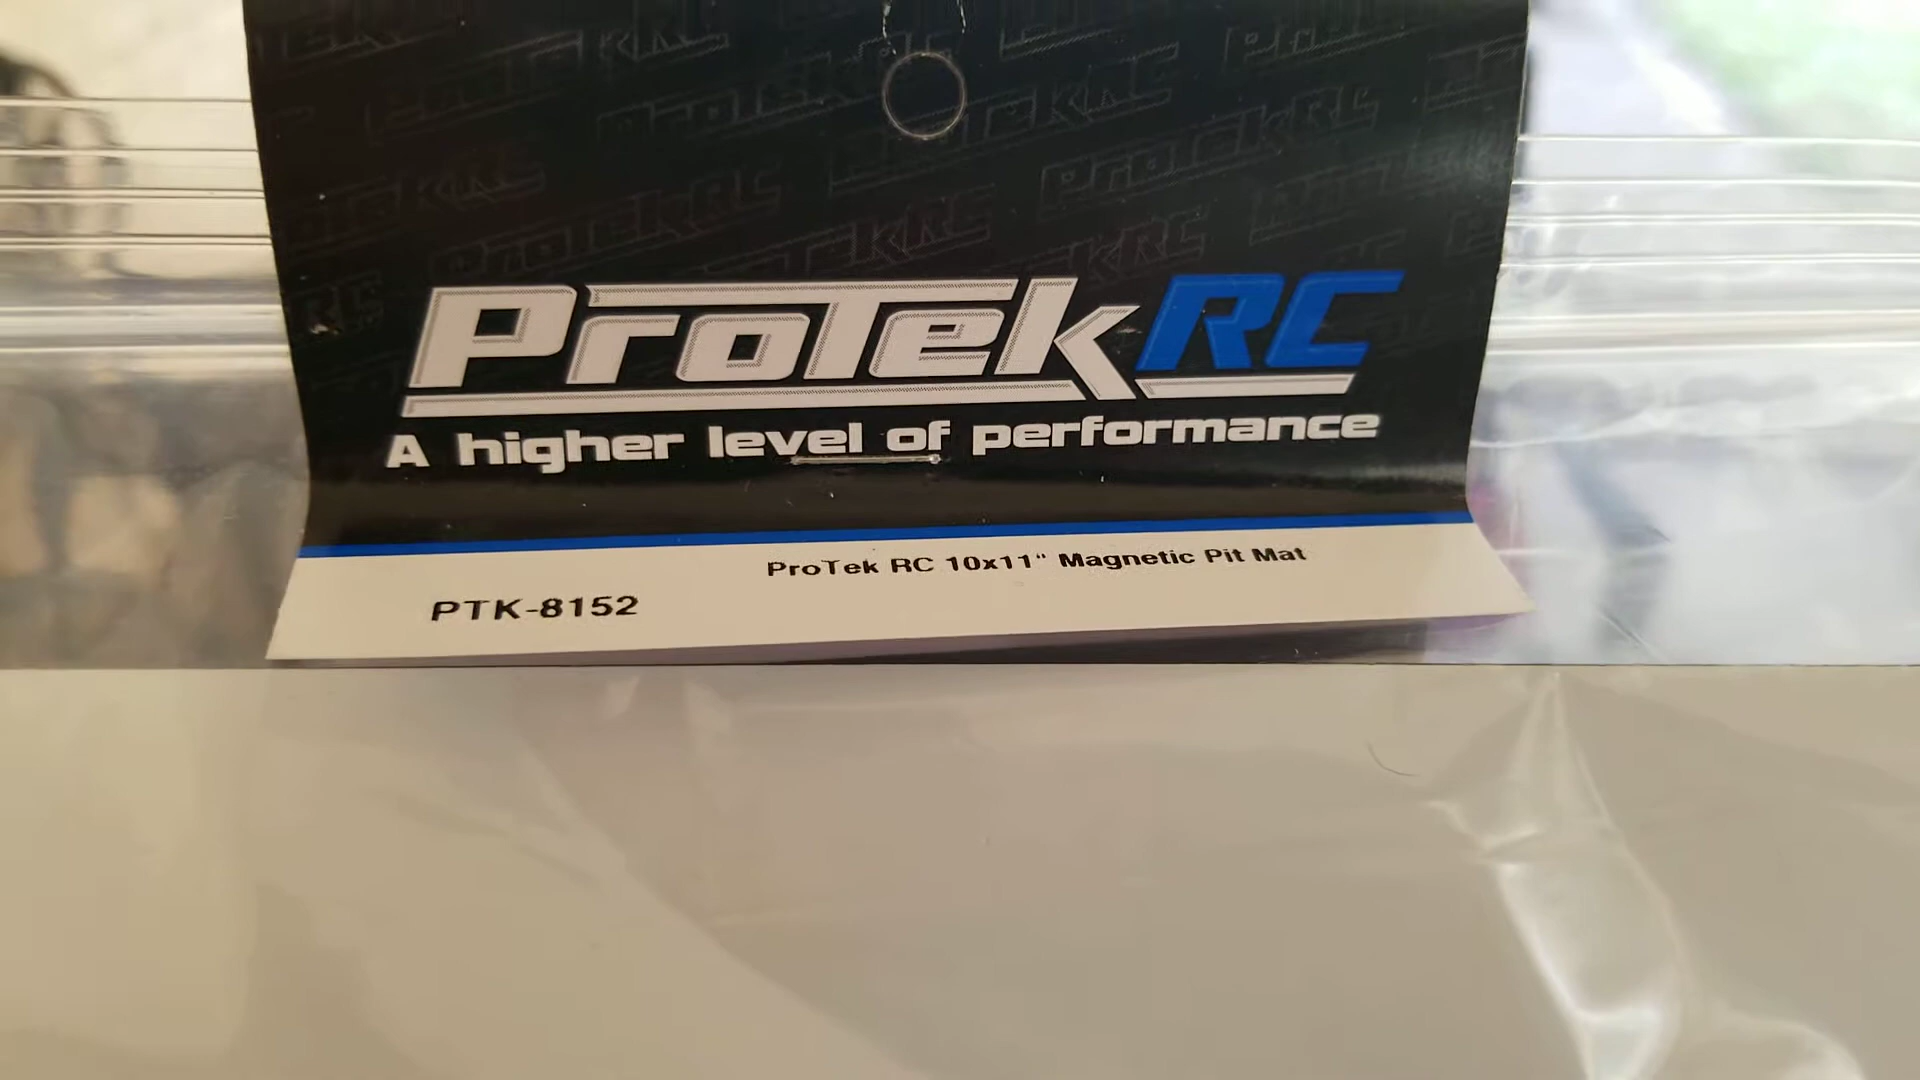 ProTek RC
A higher level of performance
ProTek RC 10x11" Magnetic Pit Mat
PTK-8152